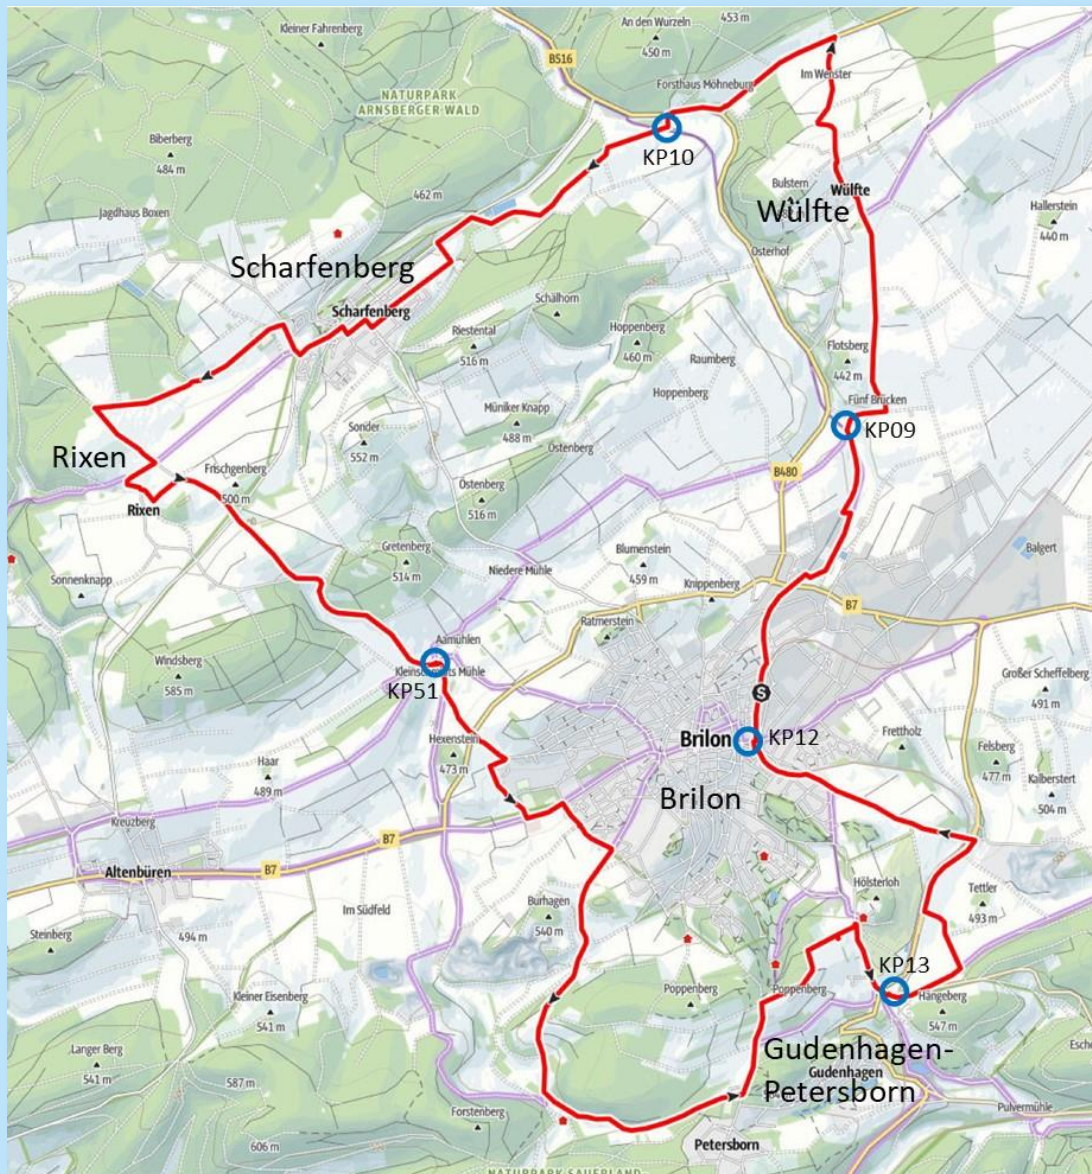 Kleiner Fahrenberg
An den Wurzeln
450 m
453 m
B516
NATURPARK
ARNSBERGER WALD
Forsthaus Möhneburg
Im Wenster
Biberberg
484 m
KP10
462 m
Bulstern
Wülfte
Wülfte
Jagdhaus Boxen
Hallerstein
440 m
Osterhof
Scharfenberg
Scharfenberg
Schälhorn
Riestental
516 m
Hoppenberg
460 m
Raumberg
Flotsberg
442 m
Hoppenberg
Fünf Brücken
Müniker Knapp
488 m
KP09
Sonder
552 m
Östenberg
Rixen
Frischgenberg
500 m
Rixen
Östenberg
516 m
B480
Gretenberg
514 m
Balgert
Sonnenknapp
Niedere Mühle
Blumenstein
459 m
Knippenberg
B7
Ratmerstein
Aamühlen
Windsberg
585 m
Kleinschmidts Mühle
KP51
Großer Scheffelberg
491 m
S
Hexenstein
473 m
Brilon
KP12
Fretthölz
Felsberg
477 m
Haar
489 m
Kalberstert
504 m
Brilon
Kreuzberg
B7
Altenbüren
B7
Hölsterloh
Tettler
493 m
Im Südfeld
Burhagen
540 m
Steinberg
494 m
KP13
Kleiner Eisenberg
541 m
Poppenberg
Poppenberg
Hängeberg
547 m
Langer Berg
541 m
587 m
Gudenhagen-
Petersborn
Gudenhagen
Forstenberg
Pulvermühle
606 m
Petersborn
NATURPARK SAUERLAND